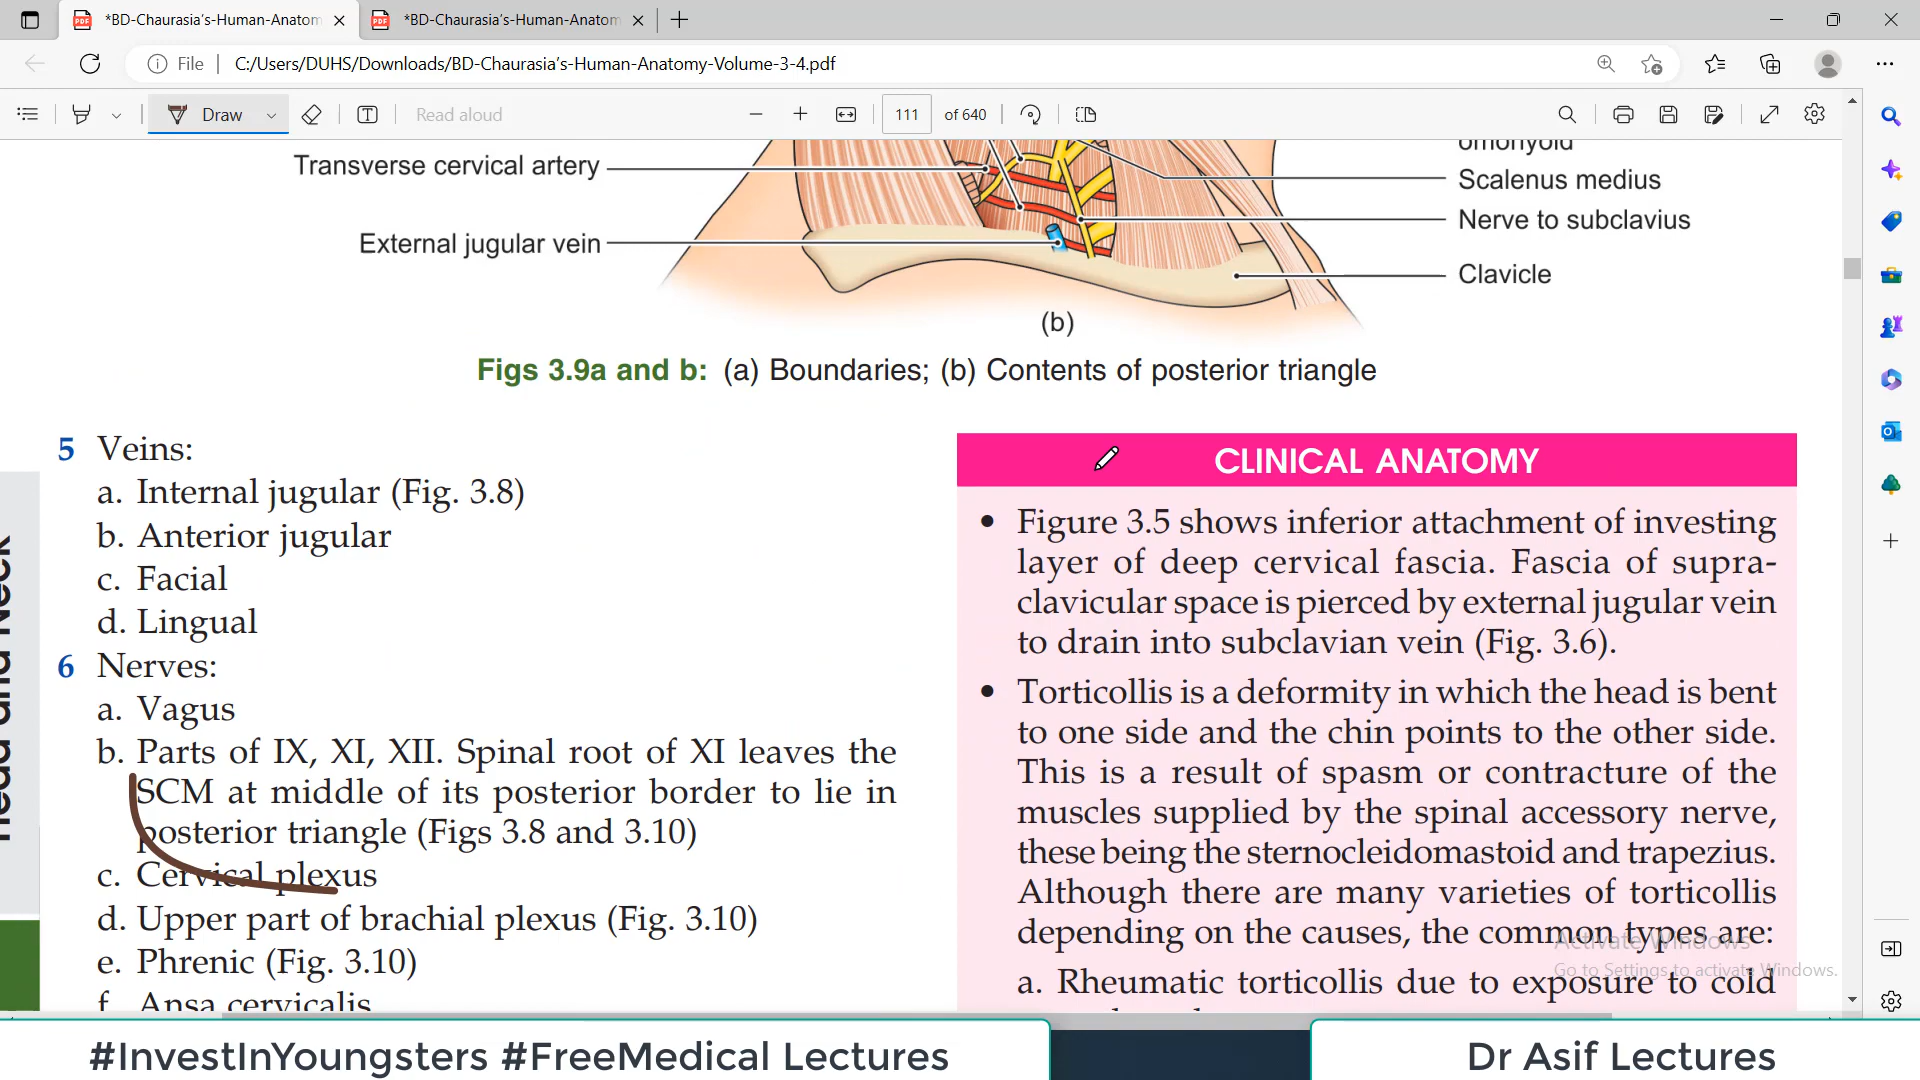 *BD-Chaurasia's-Human-Anatom
*BD-Chaurasia's-Human-Anatom
File
C:/Users/DUHS/Downloads/BD-Chaurasia's-Human-Anatomy-Volume-3-4.pdf
Draw
Read aloud
111 of 640
omohyoid
Transverse cervical artery
Scalenus medius
Nerve to subclavius
External jugular vein
Clavicle
(b)
Figs 3.9a and b: (a) Boundaries; (b) Contents of posterior triangle
5 Veins:
a. Internal jugular (Fig. 3.8)
b. Anterior jugular
c. Facial
d. Lingual
6 Nerves:
a. Vagus
b. Parts of IX, XI, XII. Spinal root of XI leaves the
SCM at middle of its posterior border to lie in
posterior triangle (Figs 3.8 and 3.10)
c. Cervical plexus
d. Upper part of brachial plexus (Fig. 3.10)
e. Phrenic (Fig. 3.10)
f. Ansa cervicalis
Head and Neck
CLINICAL ANATOMY
• Figure 3.5 shows inferior attachment of investing
layer of deep cervical fascia. Fascia of supra-
clavicular space is pierced by external jugular vein
to drain into subclavian vein (Fig. 3.6).
• Torticollis is a deformity in which the head is bent
to one side and the chin points to the other side.
This is a result of spasm or contracture of the
muscles supplied by the spinal accessory nerve,
these being the sternocleidomastoid and trapezius.
Although there are many varieties of torticollis
depending on the causes, the common types are:
a. Rheumatic torticollis due to exposure to cold
Activate Windows
Go to Settings to activate Windows.
#InvestInYoungsters #FreeMedical Lectures
Dr Asif Lectures